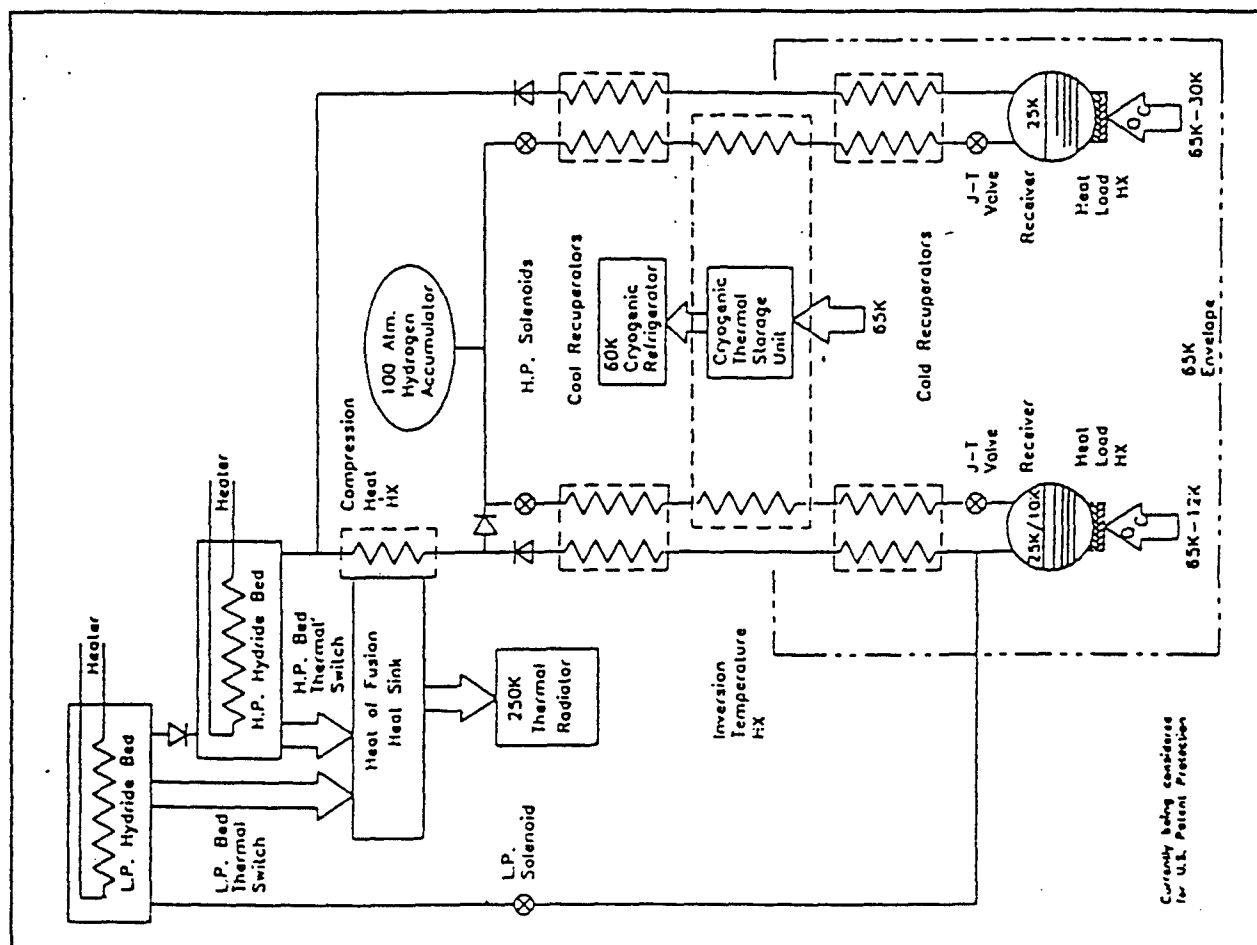 Heater
L.P. Hydride Bed
L.P. Bed
Thermal
Switch
Heater
H.P. Hydride Bed
H.P. Bed
Thermal
Switch
Heat of Fusion
Heat Sink
250K
Thermal
Radiator
Compression
Heat
HX
100 Atm.
Hydrogen
Accumulator
L.P.
Solenoid
H.P. Solenoids
Cool Recuperators
60K
Cryogenic
Refrigerator
Inversion
Temperature
HX
Cryogenic
Thermal
Storage
Unit
65K
Cold Recuperators
J-T
Valve
Receiver
Heat
Load
HX
25K/10K
Q
C
65K-12K
J-T
Valve
Receiver
Heat
Load
HX
25K
Q
C
65K-30K
65K
Envelope
Currently being considered
for U.S. Patent Protection